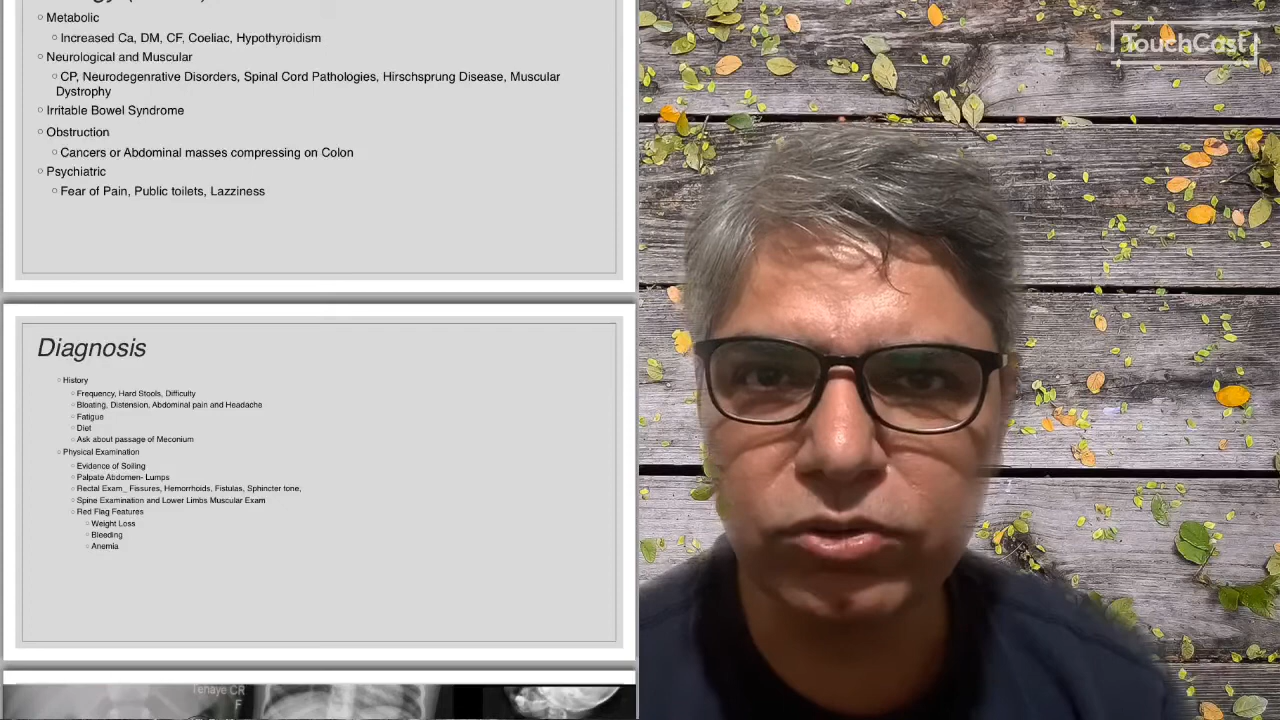 Metabolic
Increased Ca, DM, CF, Coeliac, Hypothyroidism
Neurological and Muscular
CP, Neurodegenrative Disorders, Spinal Cord Pathologies, Hirschsprung Disease, Muscular
Dystrophy
Irritable Bowel Syndrome
Obstruction
Cancers or Abdominal masses compressing on Colon
Psychiatric
Fear of Pain, Public toilets, Lazziness
Diagnosis
History
Frequency, Hard Stools, Difficulty
Bloating, Distension, Abdominal pain and Headache
Fatigue
Diet
Ask about passage of Meconium
Physical Examination
Evidence of Soiling
Palpate Abdomen- Lumps
Rectal Exam_ Fissures, Hemorrhoids, Fistulas, Sphincter tone,
Spine Examination and Lower Limbs Muscular Exam
Red Flag Features
Weight Loss
Bleeding
Anemia
Tehaye CR
F
TouchCast